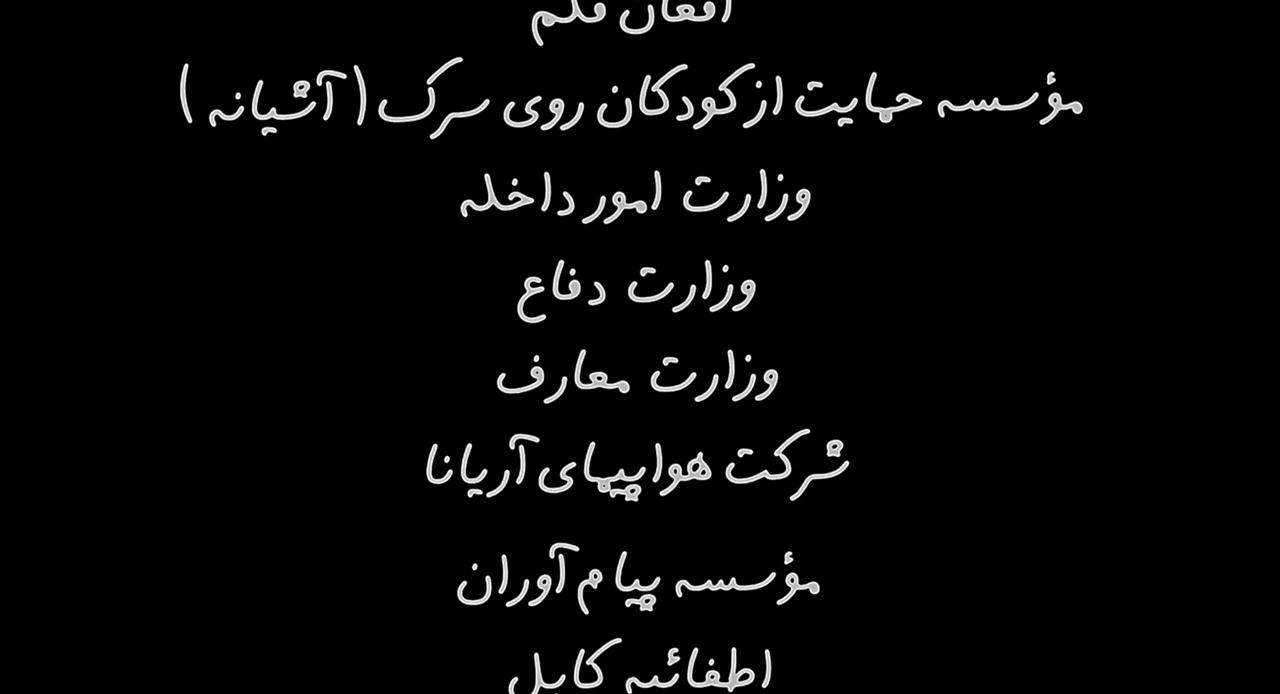 افغان فلم
مؤسسه حمایت از کودکان روی سرک ( آشیانه )
وزارت امور داخله
وزارت دفاع
وزارت معارف
شرکت هواپیمای آریانا
مؤسسه پیام آوران
اطفائیه کابل